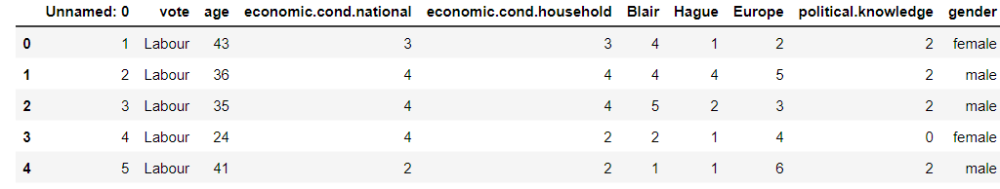 Unnamed: 0 vote age economic.cond.national economic.cond.household Blair Hague Europe political.knowledge gender
0 1 Labour 43 3 3 4 1 2 2 female
1 2 Labour 36 4 4 4 4 5 2 male
2 3 Labour 35 4 4 5 2 3 2 male
3 4 Labour 24 4 2 2 1 4 0 female
4 5 Labour 41 2 2 1 1 6 2 male